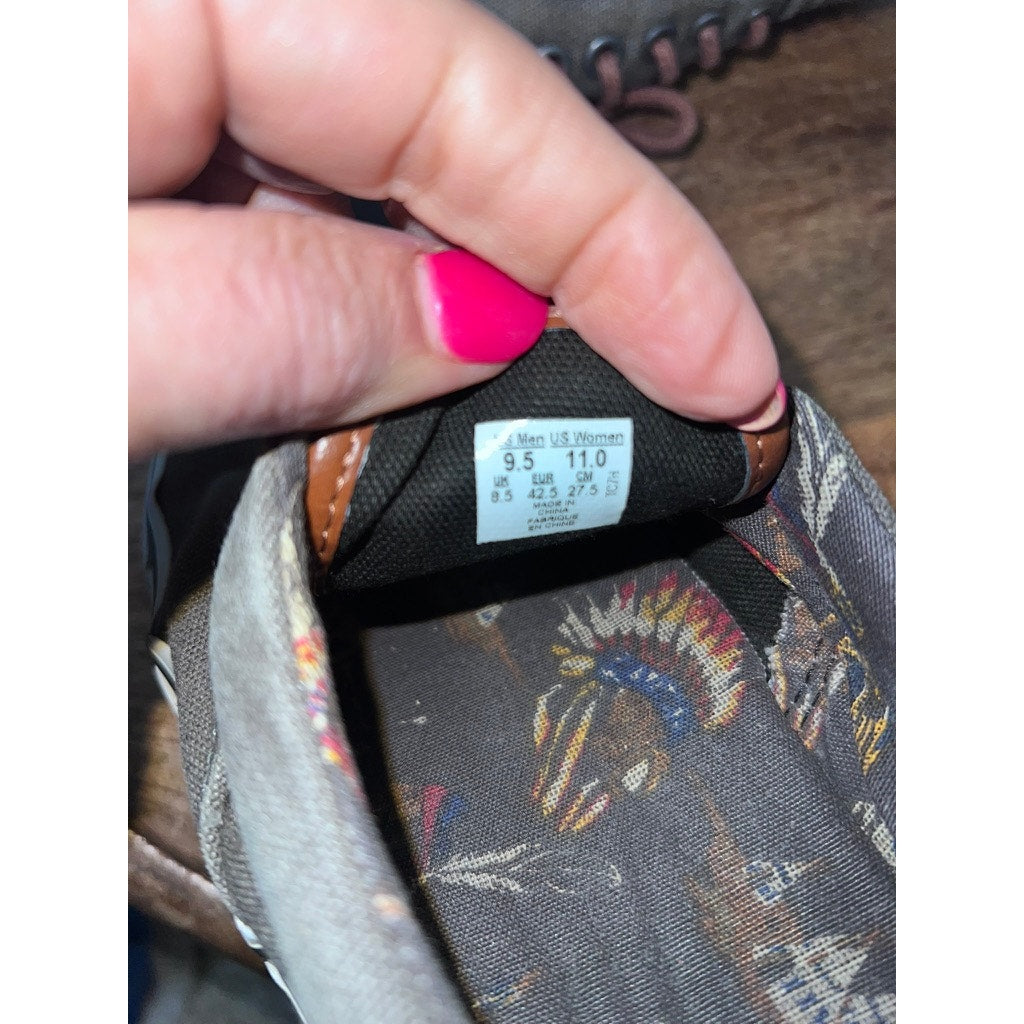 US Men US Women
9.5 11.0
UK EUR CM
8.5 42.5 27.5
MADE IN
CHINA
FABRIQUE
EN CHINE